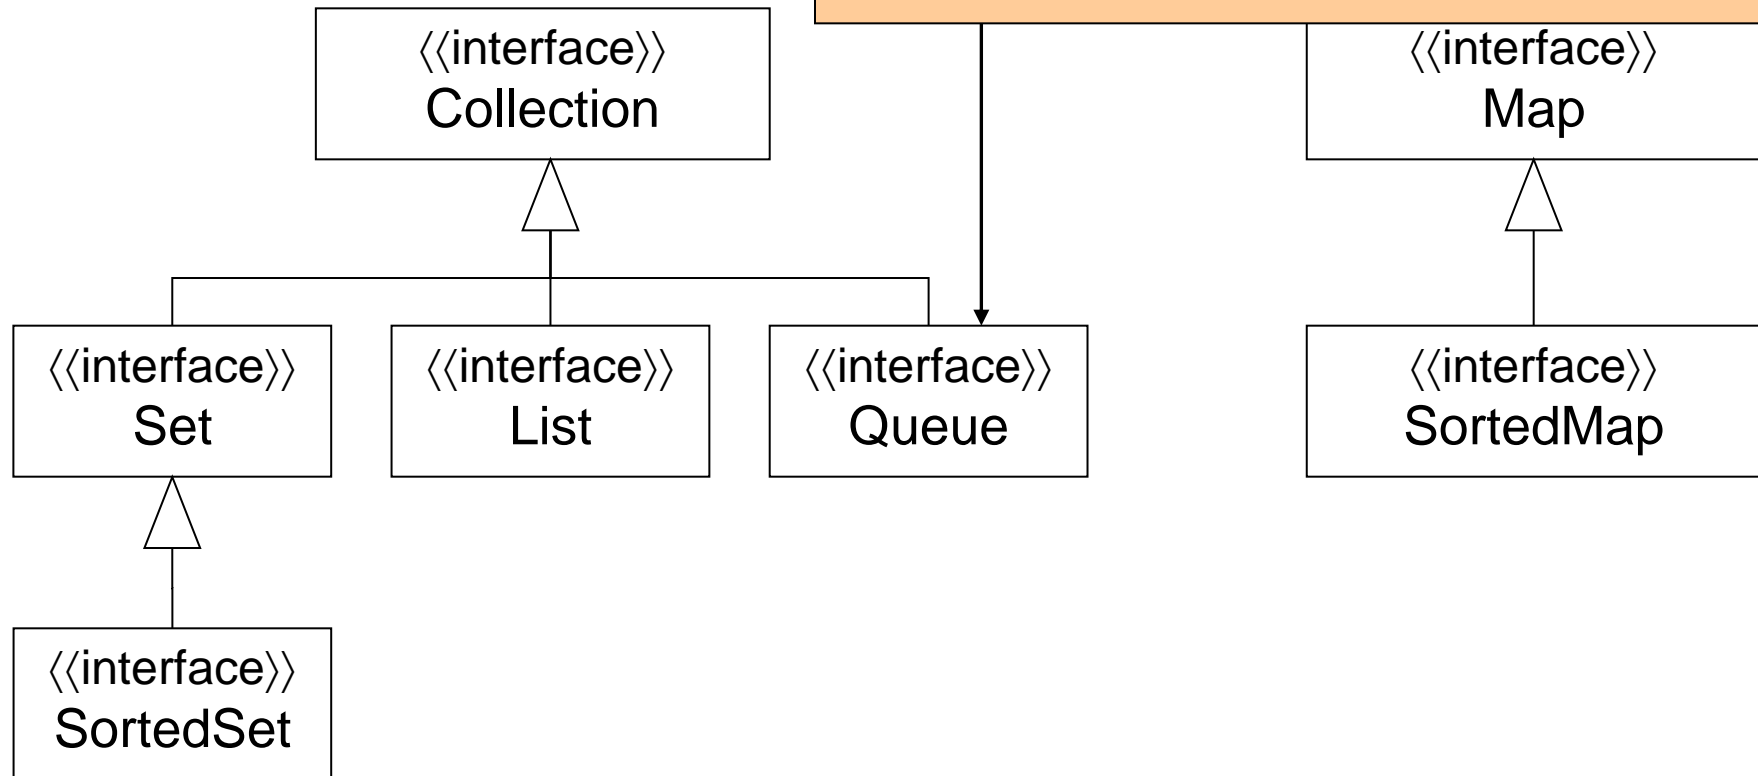 ⟨⟨interface⟩⟩
Collection
⟨⟨interface⟩⟩
Map
⟨⟨interface⟩⟩
Set
⟨⟨interface⟩⟩
List
⟨⟨interface⟩⟩
Queue
⟨⟨interface⟩⟩
SortedMap
⟨⟨interface⟩⟩
SortedSet